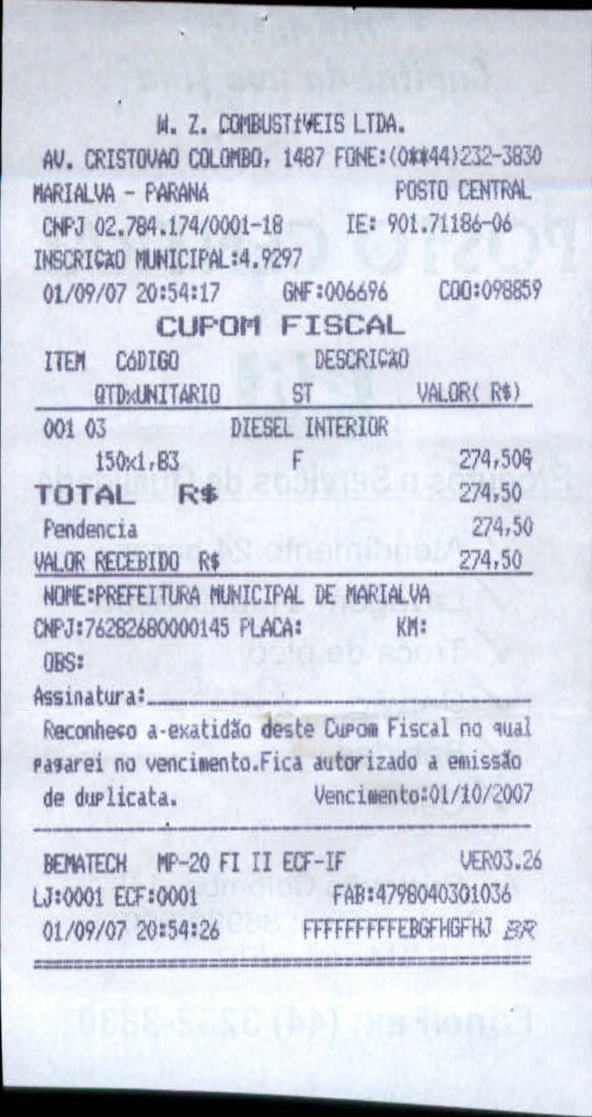 W. Z. COMBUSTíVEIS LTDA.
AV. CRISTOVAO COLOMBO, 1487 FONE:(0**44)232-3830
MARIALVA - PARANA POSTO CENTRAL
CNPJ 02.784.174/0001-18 IE: 901.71186-06
INSCRIÇÃO MUNICIPAL:4.9297
01/09/07 20:54:17 GNF:006696 COO:098859
CUPOM FISCAL
ITEM CóDIGO DESCRIÇÃO
QTDxUNITARIO ST VALOR( R$)
001 03 DIESEL INTERIOR
150x1,83 F 274,50G
TOTAL R$ 274,50
Pendencia 274,50
VALOR RECEBIDO R$ 274,50
NOME:PREFEITURA MUNICIPAL DE MARIALVA
CNPJ:76282680000145 PLACA: KM:
OBS:
Assinatura:
Reconheço a-exatidão deste Cupom Fiscal no qual
pagarei no vencimento.Fica autorizado a emissão
de duplicata. Vencimento:01/10/2007
BEMATECH MP-20 FI II ECF-IF VER03.26
LJ:0001 ECF:0001 FAB:4798040301036
01/09/07 20:54:26 FFFFFFFFFEBGFHGFHJ BR